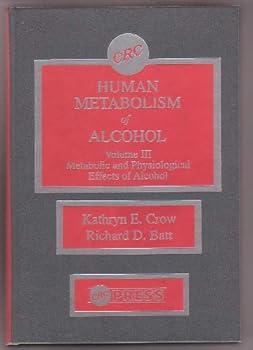 CRC
HUMAN
METABOLISM
of
ALCOHOL
Volume III
Metabolic and Physiological
Effects of Alcohol
Kathryn E. Crow
Richard D. Batt
CRC PRESS